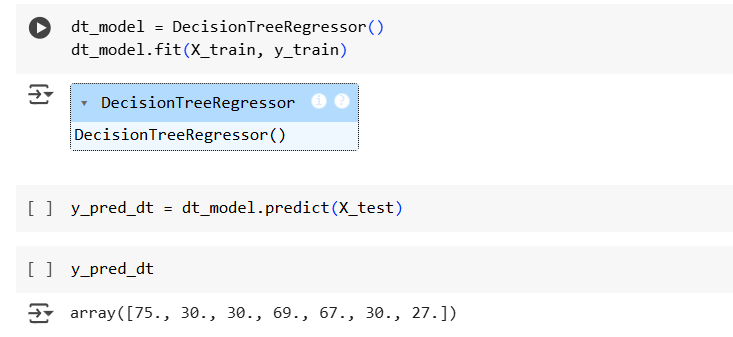 dt_model = DecisionTreeRegressor()
dt_model.fit(X_train, y_train)
▾ DecisionTreeRegressor i ?
DecisionTreeRegressor()
[ ] y_pred_dt = dt_model.predict(X_test)
[ ] y_pred_dt
array([75., 30., 30., 69., 67., 30., 27.])